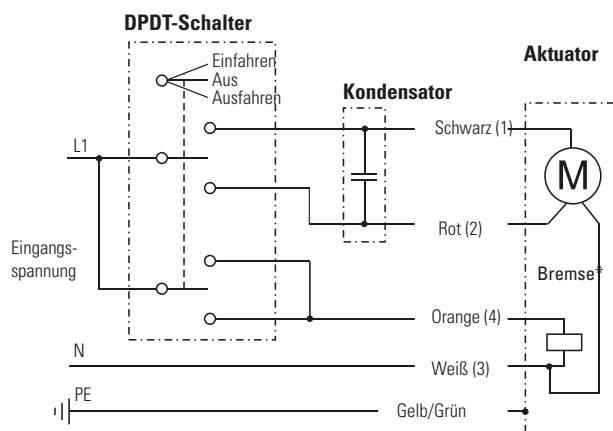 DPDT-Schalter
Einfahren
Aus
Ausfahren
Kondensator
Aktuator
L1
Schwarz (1)
M
Rot (2)
Eingangs-
spannung
Bremse*
Orange (4)
N
Weiß (3)
PE
Gelb/Grün